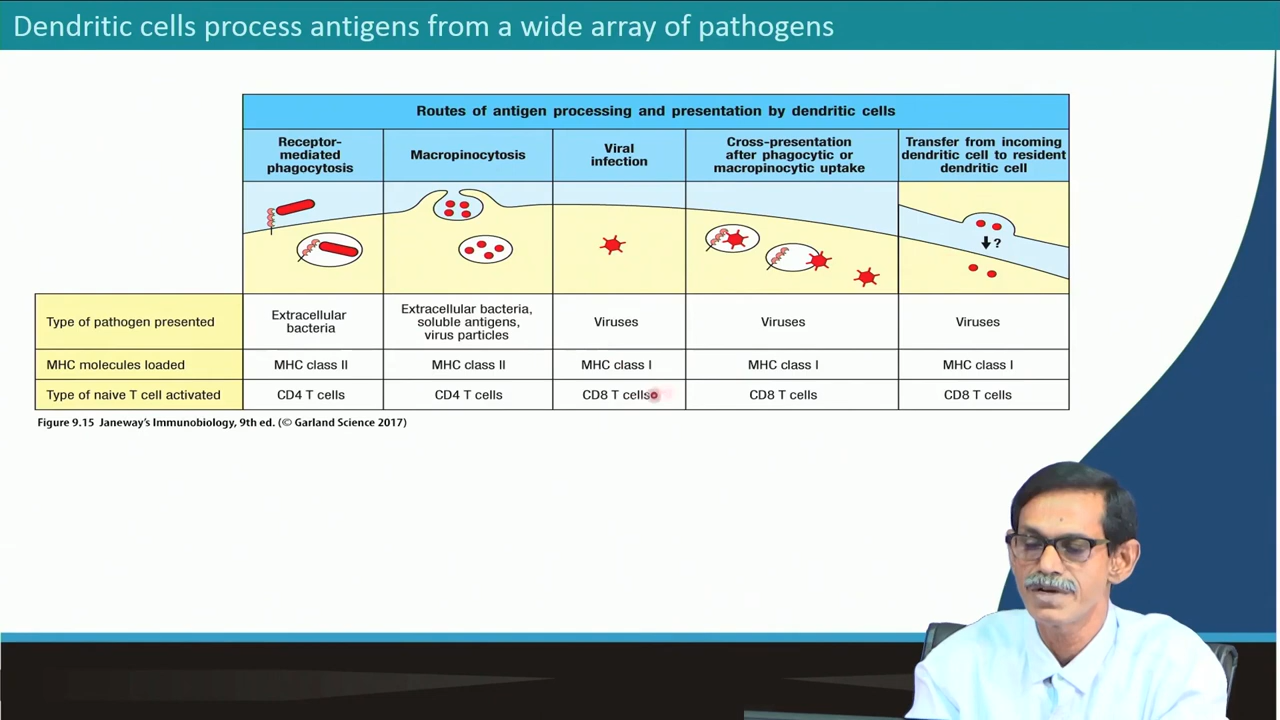 Dendritic cells process antigens from a wide array of pathogens
Routes of antigen processing and presentation by dendritic cells
Receptor-
mediated
phagocytosis
Macropinocytosis
Viral
infection
Cross-presentation
after phagocytic or
macropinocytic uptake
Transfer from incoming
dendritic cell to resident
dendritic cell
?
Type of pathogen presented
Extracellular
bacteria
Extracellular bacteria,
soluble antigens,
virus particles
Viruses
Viruses
Viruses
MHC molecules loaded
MHC class II
MHC class II
MHC class I
MHC class I
MHC class I
Type of naive T cell activated
CD4 T cells
CD4 T cells
CD8 T cells
CD8 T cells
CD8 T cells
Figure 9.15 Janeway's Immunobiology, 9th ed. (© Garland Science 2017)